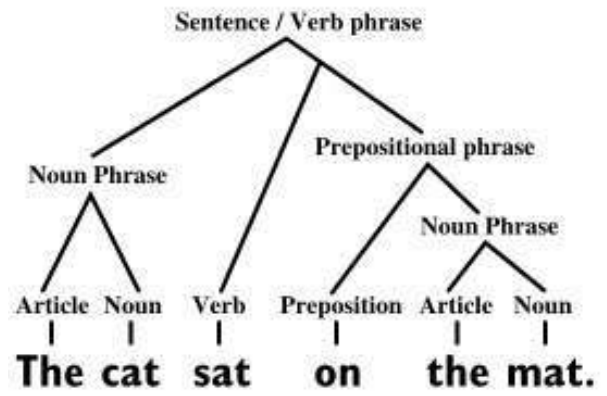 Sentence / Verb phrase
Prepositional phrase
Noun Phrase
Noun Phrase
Article Noun Verb Preposition Article Noun
The cat sat on the mat.